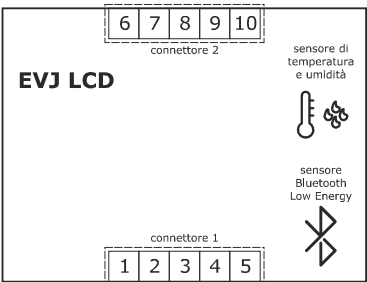 6 7 8 9 10
connettore 2
EVJ LCD
sensore di
temperatura
e umidità
sensore
Bluetooth
Low Energy
connettore 1
1 2 3 4 5